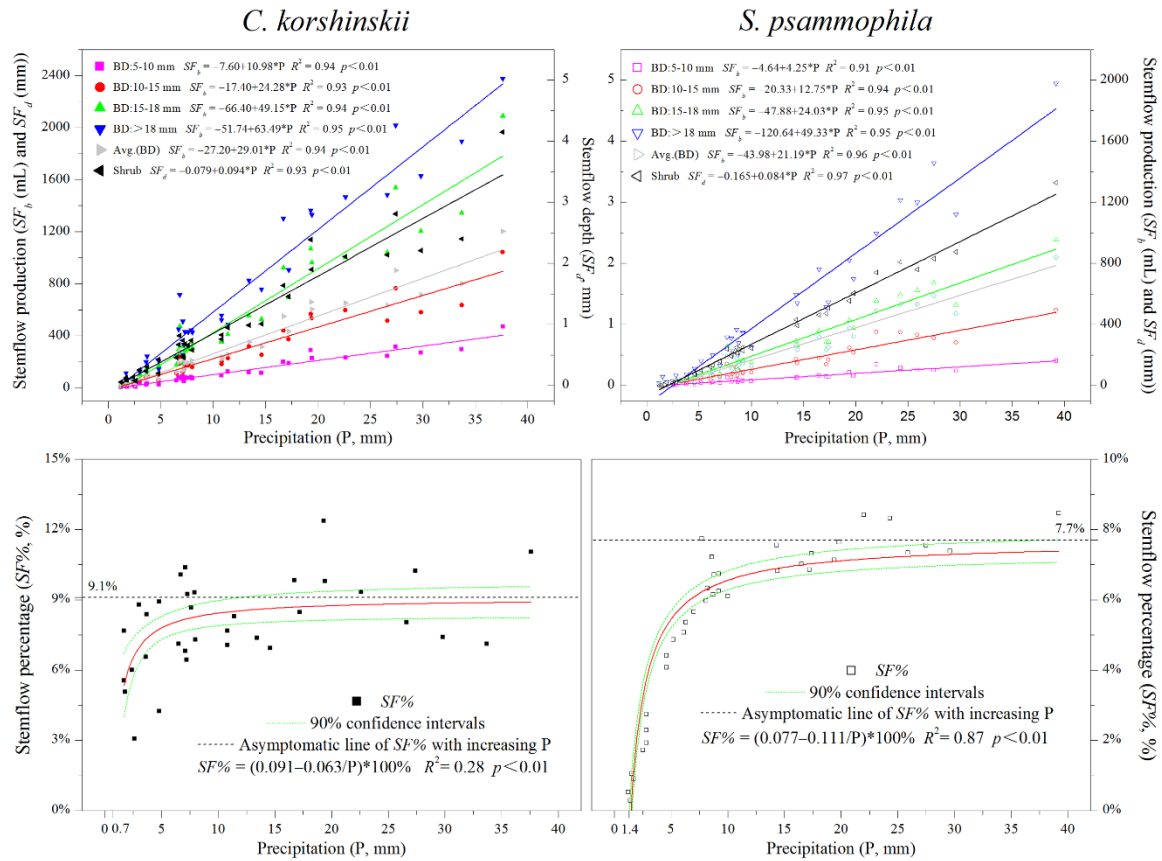 C. korshinskii
S. psammophila
Stemflow production (SF_b (mL) and SF_d (mm))
2400
2000
1600
1200
800
400
0
BD:5-10 mm SF_b=−7.60+10.98*P R²= 0.94 p<0.01
BD:10-15 mm SF_b=−17.40+24.28*P R²= 0.93 p<0.01
BD:15-18 mm SF_b=−66.40+49.15*P R²= 0.94 p<0.01
BD:>18 mm SF_b=−51.74+63.49*P R²= 0.95 p<0.01
Avg.(BD) SF_b=−27.20+29.01*P R²= 0.94 p<0.01
Shrub SF_d=−0.079+0.094*P R²= 0.93 p<0.01
5
4
3
2
1
0
0 5 10 15 20 25 30 35 40
Precipitation (P, mm)
Stemflow depth (SF_d, mm)
5
4
3
2
1
0
BD:5-10 mm SF_b=−4.64+4.25*P R²= 0.91 p<0.01
BD:10-15 mm SF_b=−20.33+12.75*P R²= 0.94 p<0.01
BD:15-18 mm SF_b=−47.88+24.03*P R²= 0.95 p<0.01
BD:>18 mm SF_b=−120.64+49.33*P R²= 0.95 p<0.01
Avg.(BD) SF_b=−43.98+21.19*P R²= 0.96 p<0.01
Shrub SF_d=−0.165+0.084*P R²= 0.97 p<0.01
2000
1600
1200
800
400
0
0 5 10 15 20 25 30 35 40
Precipitation (P, mm)
Stemflow production (SF_b (mL) and SF_d (mm))
Stemflow percentage (SF%, %)
15%
12%
9%
6%
3%
0%
9.1%
SF%
90% confidence intervals
Asymptomatic line of SF% with increasing P
SF% = (0.091−0.063/P)*100% R²= 0.28 p<0.01
0 0.7 5 10 15 20 25 30 35 40
Precipitation (P, mm)
7.7%
SF%
90% confidence intervals
Asymptomatic line of SF% with increasing P
SF% = (0.077−0.111/P)*100% R²= 0.87 p<0.01
0 1.4 5 10 15 20 25 30 35 40
Precipitation (P, mm)
10%
8%
6%
4%
2%
0%
Stemflow percentage (SF%, %)